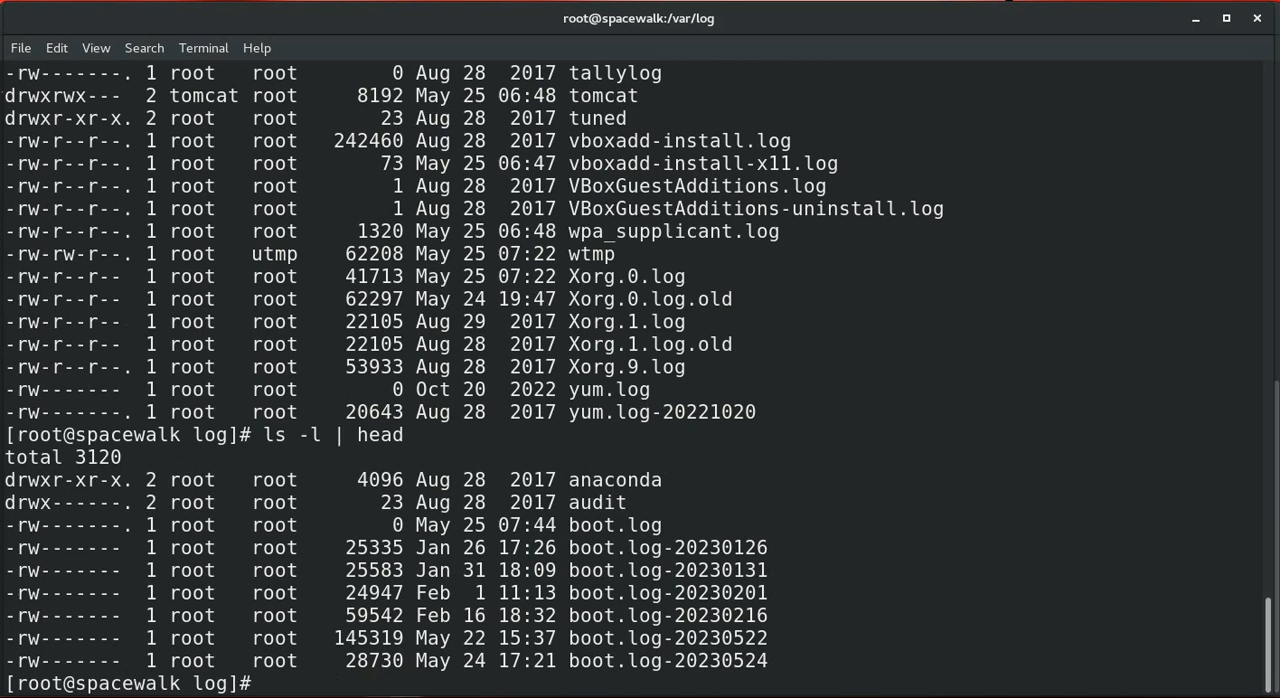 root@spacewalk:/var/log
File Edit View Search Terminal Help
-rw-------. 1 root   root        0 Aug 28  2017 tallylog
drwxrwx---  2 tomcat root     8192 May 25 06:48 tomcat
drwxr-xr-x. 2 root   root       23 Aug 28  2017 tuned
-rw-r--r--. 1 root   root   242460 Aug 28  2017 vboxadd-install.log
-rw-r--r--. 1 root   root       73 May 25 06:47 vboxadd-install-x11.log
-rw-r--r--. 1 root   root        1 Aug 28  2017 VBoxGuestAdditions.log
-rw-r--r--. 1 root   root        1 Aug 28  2017 VBoxGuestAdditions-uninstall.log
-rw-r--r--. 1 root   root     1320 May 25 06:48 wpa_supplicant.log
-rw-rw-r--. 1 root   utmp    62208 May 25 07:22 wtmp
-rw-r--r--  1 root   root    41713 May 25 07:22 Xorg.0.log
-rw-r--r--  1 root   root    62297 May 24 19:47 Xorg.0.log.old
-rw-r--r--  1 root   root    22105 Aug 29  2017 Xorg.1.log
-rw-r--r--  1 root   root    22105 Aug 28  2017 Xorg.1.log.old
-rw-r--r--. 1 root   root    53933 Aug 28  2017 Xorg.9.log
-rw-------  1 root   root        0 Oct 20  2022 yum.log
-rw-------. 1 root   root    20643 Aug 28  2017 yum.log-20221020
[root@spacewalk log]# ls -l | head
total 3120
drwxr-xr-x. 2 root   root     4096 Aug 28  2017 anaconda
drwx------. 2 root   root       23 Aug 28  2017 audit
-rw-------. 1 root   root        0 May 25 07:44 boot.log
-rw-------  1 root   root    25335 Jan 26 17:26 boot.log-20230126
-rw-------  1 root   root    25583 Jan 31 18:09 boot.log-20230131
-rw-------  1 root   root    24947 Feb  1 11:13 boot.log-20230201
-rw-------  1 root   root    59542 Feb 16 18:32 boot.log-20230216
-rw-------  1 root   root   145319 May 22 15:37 boot.log-20230522
-rw-------  1 root   root    28730 May 24 17:21 boot.log-20230524
[root@spacewalk log]#